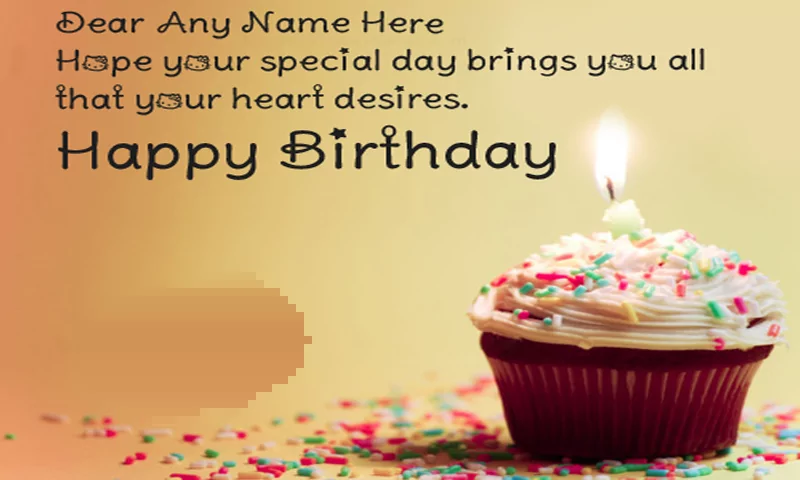 Dear Any Name Here
Hope your special day brings you all
that your heart desires.
Happy Birthday